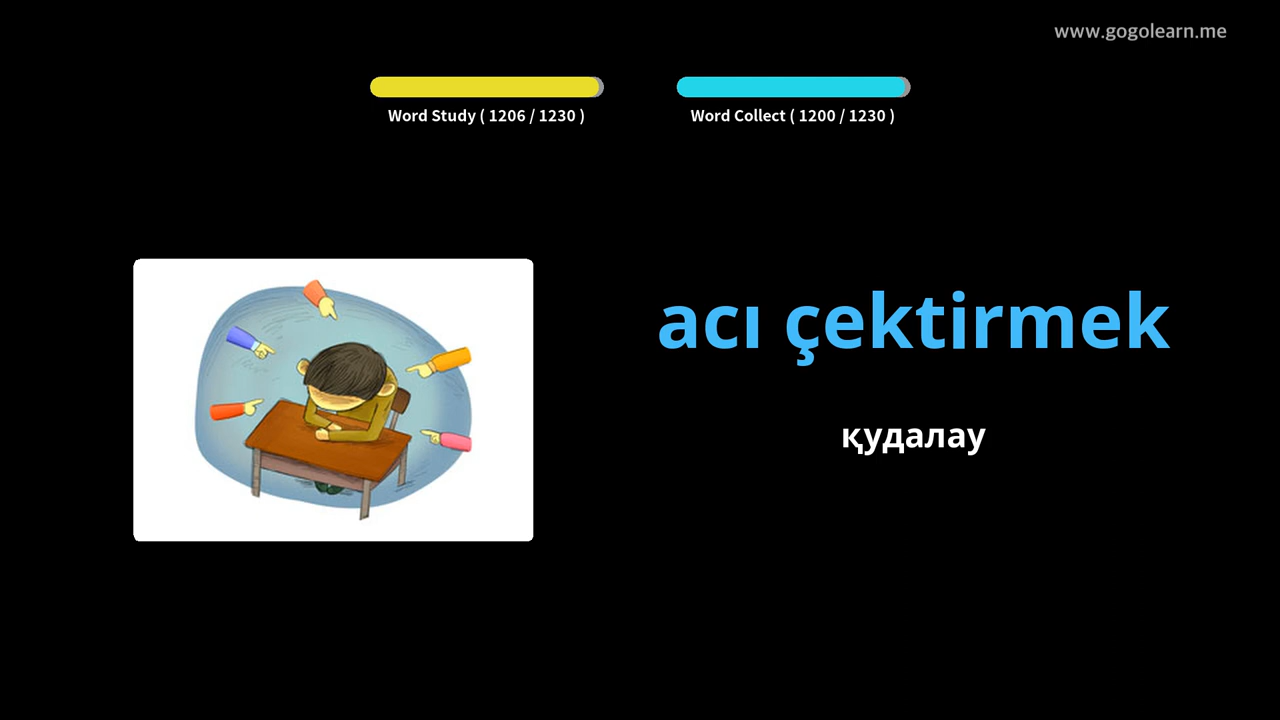 www.gogolearn.me
Word Study ( 1206 / 1230 )
Word Collect ( 1200 / 1230 )
acı çektirmek
қудалау